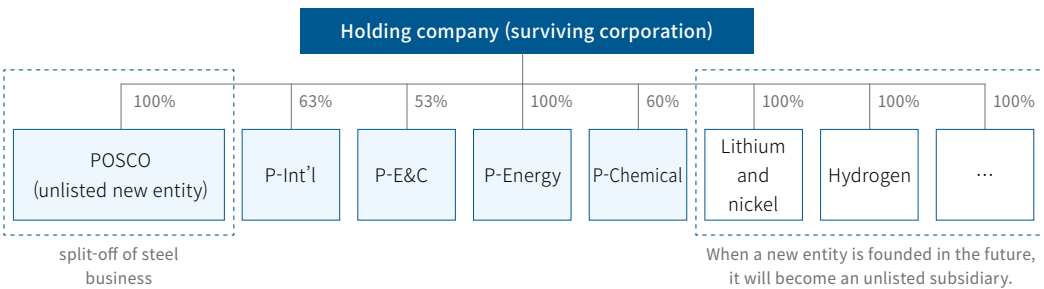 Holding company (surviving corporation)
100%
63%
53%
100%
60%
100%
100%
100%
POSCO
(unlisted new entity)
P-Int’l
P-E&C
P-Energy
P-Chemical
Lithium
and
nickel
Hydrogen
…
split-off of steel
business
When a new entity is founded in the future,
it will become an unlisted subsidiary.